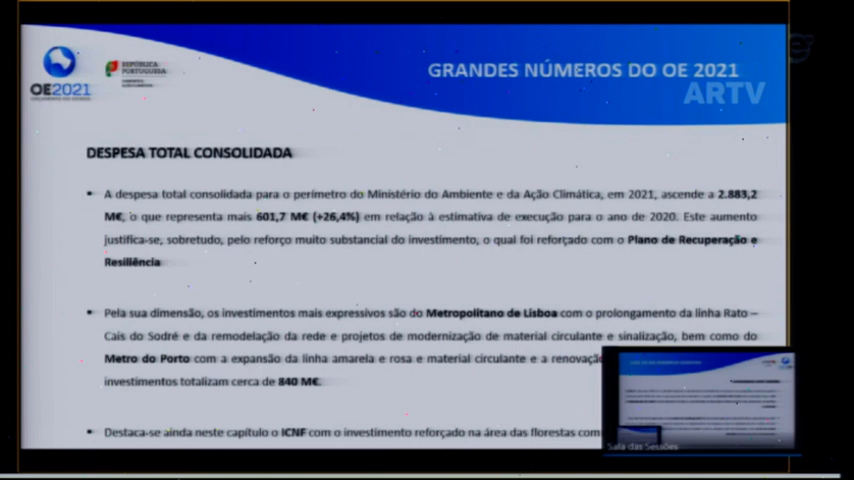 GRANDES NÚMEROS DO OE 2021
ARTV
OE2021
REPÚBLICA
PORTUGUESA
DESPESA TOTAL CONSOLIDADA
▪ A despesa total consolidada para o perímetro do Ministério do Ambiente e da Ação Climática, em 2021, ascende a 2.883,2
M€, o que representa mais 601,7 M€ (+26,4%) em relação à estimativa de execução para o ano de 2020. Este aumento
justifica-se, sobretudo, pelo reforço muito substancial do investimento, o qual foi reforçado com o Plano de Recuperação e
Resiliência
▪ Pela sua dimensão, os investimentos mais expressivos são do Metropolitano de Lisboa com o prolongamento da linha Rato –
Cais do Sodré e da remodelação da rede e projetos de modernização de material circulante e sinalização, bem como do
Metro do Porto com a expansão da linha amarela e rosa e material circulante e a renovação
investimentos totalizam cerca de 840 M€.
▪ Destaca-se ainda neste capítulo o ICNF com o investimento reforçado na área das florestas com
Sala das Sessões